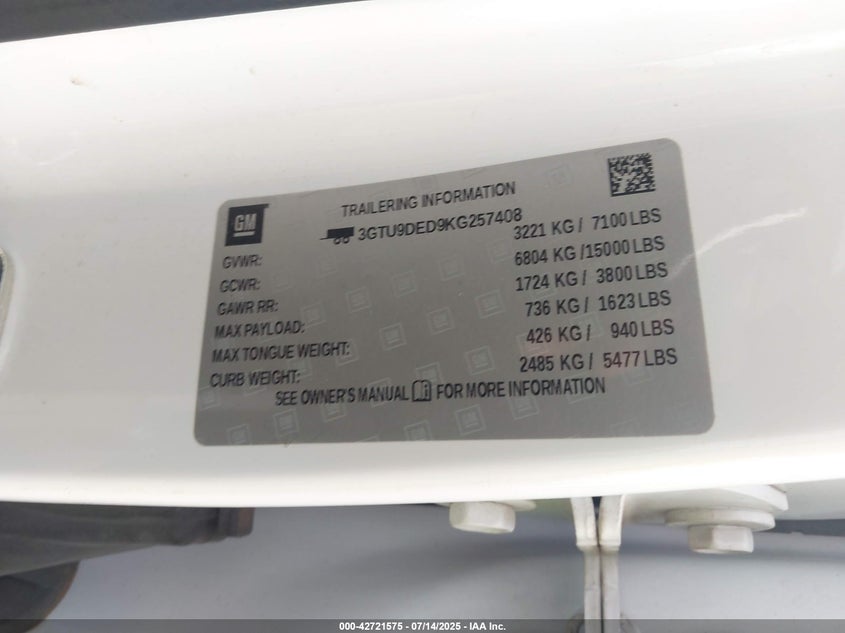 GM
TRAILERING INFORMATION
3GTU9DED9KG257408
GVWR: 3221 KG / 7100 LBS
GCWR: 6804 KG /15000 LBS
GAWR RR: 1724 KG / 3800 LBS
MAX PAYLOAD: 736 KG / 1623 LBS
MAX TONGUE WEIGHT: 426 KG / 940 LBS
CURB WEIGHT: 2485 KG / 5477 LBS
SEE OWNER'S MANUAL FOR MORE INFORMATION
000-42721575 - 07/14/2025 - IAA Inc.